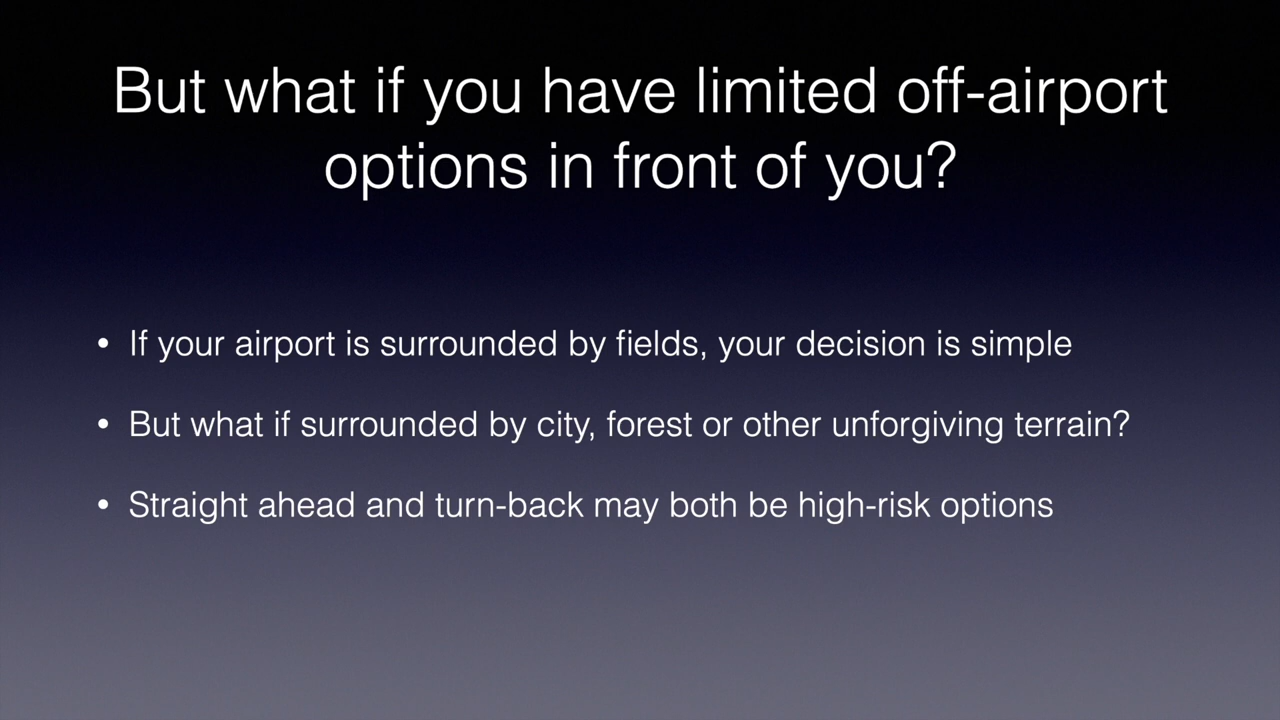 But what if you have limited off-airport
options in front of you?
• If your airport is surrounded by fields, your decision is simple
• But what if surrounded by city, forest or other unforgiving terrain?
• Straight ahead and turn-back may both be high-risk options